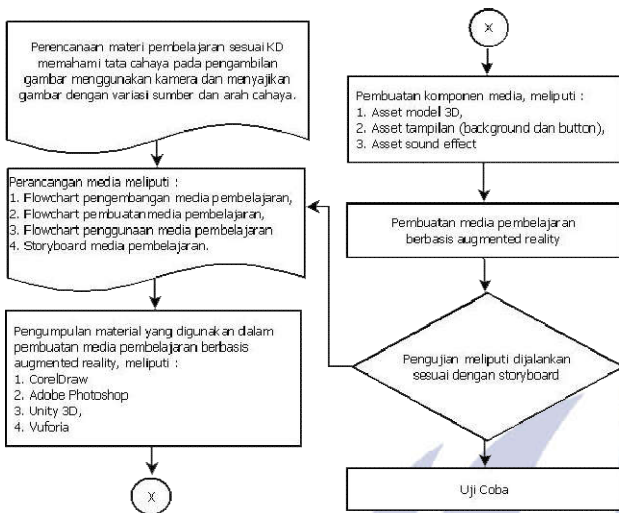 Perencanaan materi pembelajaran sesuai KD
memahami tata cahaya pada pengambilan
gambar menggunakan kamera dan menyajikan
gambar dengan variasi sumber dan arah cahaya.
Perancangan media meliputi :
1. Flowchart pengembangan media pembelajaran,
2. Flowchart pembuatan media pembelajaran,
3. Flowchart penggunaan media pembelajaran
4. Storyboard media pembelajaran.
Pengumpulan material yang digunakan dalam
pembuatan media pembelajaran berbasis
augmented reality, meliputi :
1. CorelDraw
2. Adobe Photoshop
3. Unity 3D,
4. Vuforia
X
X
Pembuatan komponen media, meliputi :
1. Asset model 3D,
2. Asset tampilan (background dan button),
3. Asset sound effect
Pembuatan media pembelajaran
berbasis augmented reality
Pengujian meliputi dijalankan
sesuai dengan storyboard
Uji Coba